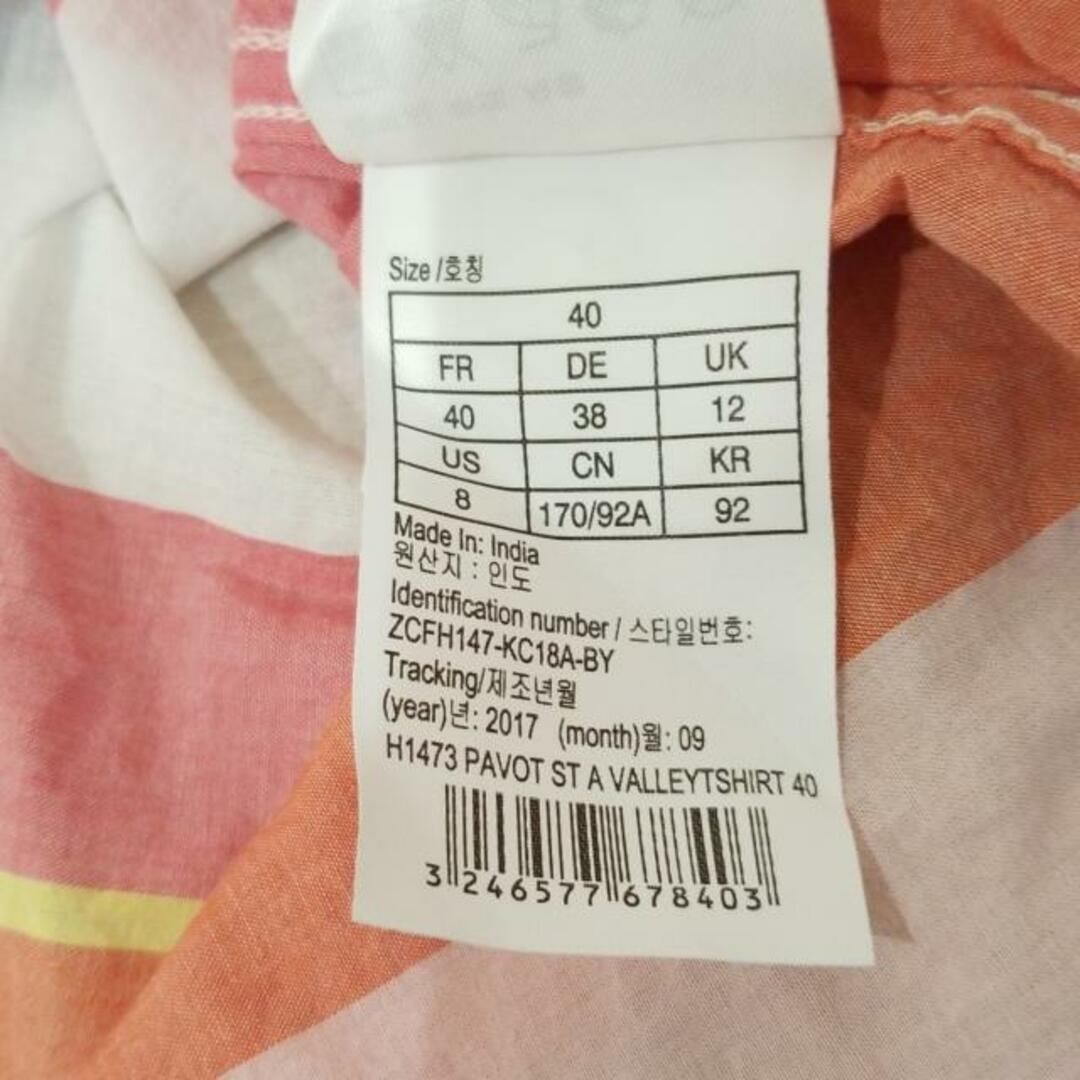 Size /호칭
40
FR DE UK
40 38 12
US CN KR
8 170/92A 92
Made In: India
원산지 : 인도
Identification number / 스타일번호:
ZCFH147-KC18A-BY
Tracking/제조년월
(year)년: 2017 (month)월: 09
H1473 PAVOT ST A VALLEYTSHIRT 40
3 246577 678403